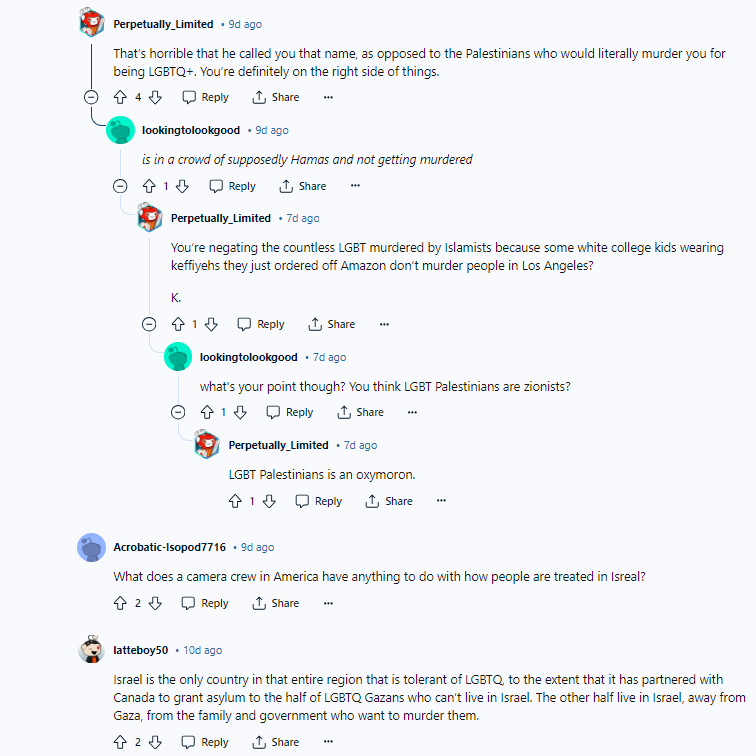 Perpetually_Limited • 9d ago
That's horrible that he called you that name, as opposed to the Palestinians who would literally murder you for
being LGBTQ+. You're definitely on the right side of things.
4 Reply Share ...
lookingtolookgood • 9d ago
is in a crowd of supposedly Hamas and not getting murdered
1 Reply Share ...
Perpetually_Limited • 7d ago
You're negating the countless LGBT murdered by Islamists because some white college kids wearing
keffiyehs they just ordered off Amazon don't murder people in Los Angeles?
K.
1 Reply Share ...
lookingtolookgood • 7d ago
what's your point though? You think LGBT Palestinians are zionists?
1 Reply Share ...
Perpetually_Limited • 7d ago
LGBT Palestinians is an oxymoron.
1 Reply Share ...
Acrobatic-Isopod7716 • 9d ago
What does a camera crew in America have anything to do with how people are treated in Isreal?
2 Reply Share ...
latteboy50 • 10d ago
Israel is the only country in that entire region that is tolerant of LGBTQ, to the extent that it has partnered with
Canada to grant asylum to the half of LGBTQ Gazans who can't live in Israel. The other half live in Israel, away from
Gaza, from the family and government who want to murder them.
2 Reply Share ...